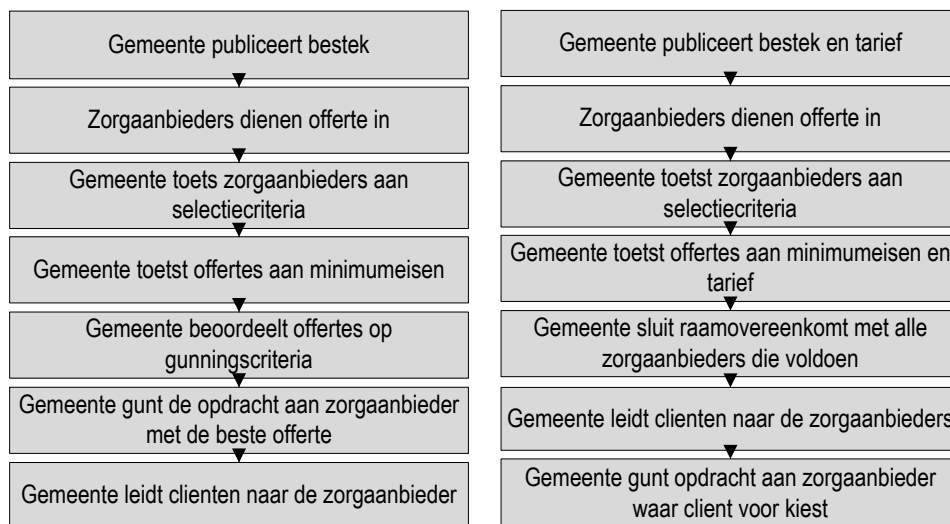 Gemeente publiceert bestek
Zorgaanbieders dienen offerte in
Gemeente toets zorgaanbieders aan
selectiecriteria
Gemeente toetst offertes aan minimumeisen
Gemeente beoordeelt offertes op
gunningscriteria
Gemeente gunt de opdracht aan zorgaanbieder
met de beste offerte
Gemeente leidt clienten naar de zorgaanbieder
Gemeente publiceert bestek en tarief
Zorgaanbieders dienen offerte in
Gemeente toetst zorgaanbieders aan
selectiecriteria
Gemeente toetst offertes aan minimumeisen en
tarief
Gemeente sluit raamovereenkomt met alle
zorgaanbieders die voldoen
Gemeente leidt clienten naar de zorgaanbieders
Gemeente gunt opdracht aan zorgaanbieder
waar client voor kiest